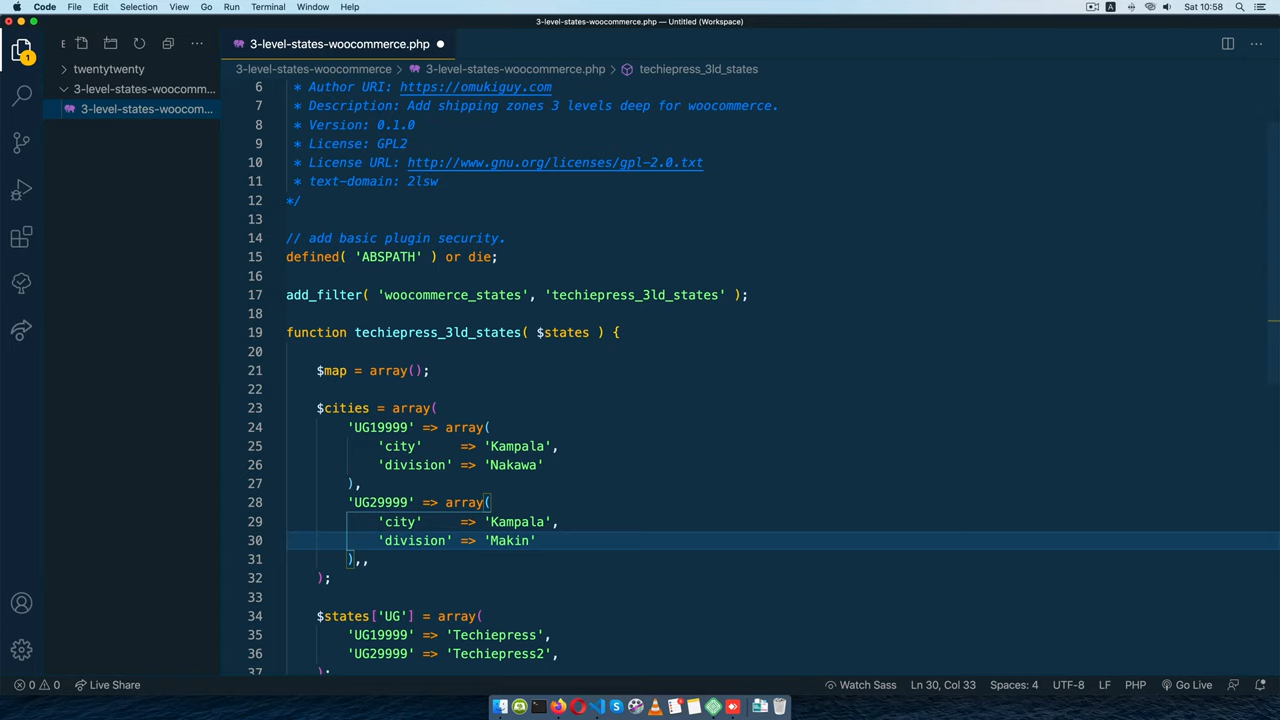 Code File Edit Selection View Go Run Terminal Window Help A Sat 10:58
3-level-states-woocommerce.php — Untitled (Workspace)
1
E
3-level-states-woocommerce.php
twentytwenty
3-level-states-woocomm...
3-level-states-woocom...
3-level-states-woocommerce > 3-level-states-woocommerce.php > techiepress_3ld_states
6 * Author URI: https://omukiguy.com
7 * Description: Add shipping zones 3 levels deep for woocommerce.
8 * Version: 0.1.0
9 * License: GPL2
10 * License URL: http://www.gnu.org/licenses/gpl-2.0.txt
11 * text-domain: 2lsw
12 */
13
14 // add basic plugin security.
15 defined( 'ABSPATH' ) or die;
16
17 add_filter( 'woocommerce_states', 'techiepress_3ld_states' );
18
19 function techiepress_3ld_states( $states ) {
20
21 $map = array();
22
23 $cities = array(
24 'UG19999' => array(
25 'city' => 'Kampala',
26 'division' => 'Nakawa'
27 ),
28 'UG29999' => array(
29 'city' => 'Kampala',
30 'division' => 'Makin'
31 ),,
32 );
33
34 $states['UG'] = array(
35 'UG19999' => 'Techiepress',
36 'UG29999' => 'Techiepress2',
37 );
0 0 Live Share Watch Sass Ln 30, Col 33 Spaces: 4 UTF-8 LF PHP Go Live